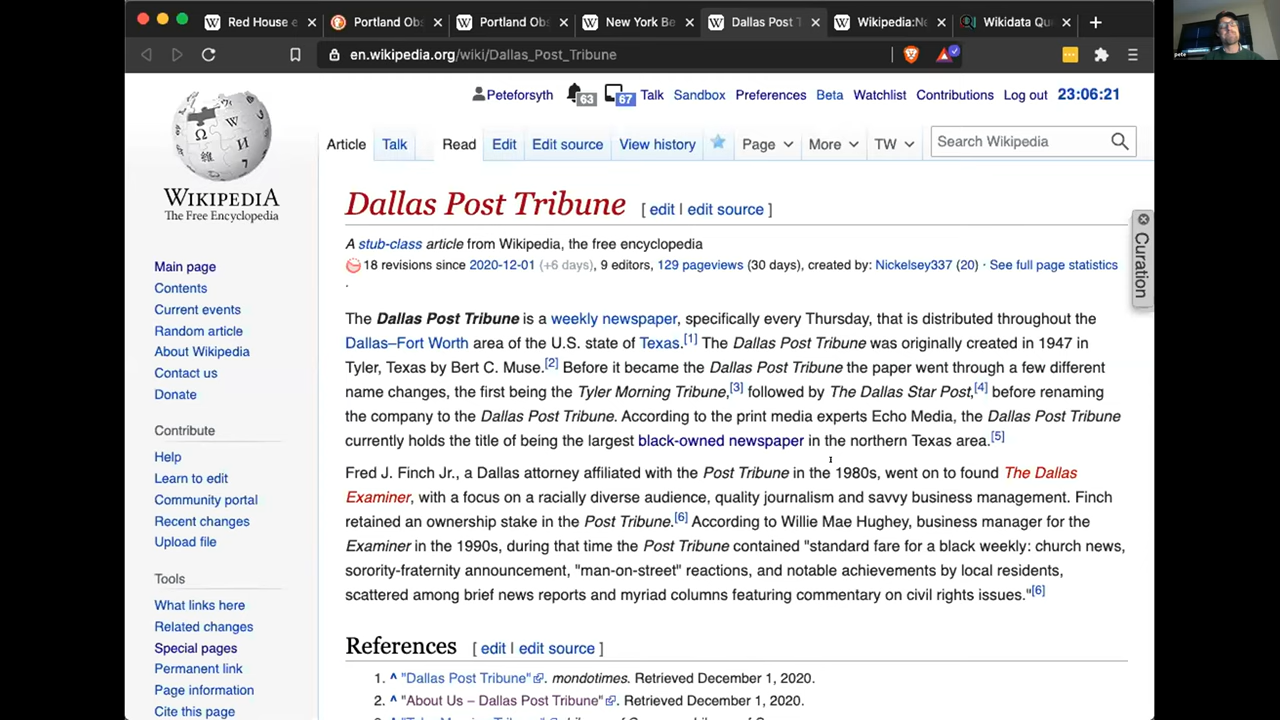 Red House e
Portland Obs
Portland Obs
New York Be
Dallas Post T
Wikipedia:Ne
Wikidata Qu
en.wikipedia.org/wiki/Dallas_Post_Tribune
Peteforsyth 63 67 Talk Sandbox Preferences Beta Watchlist Contributions Log out 23:06:21
Article Talk Read Edit Edit source View history Page More TW Search Wikipedia
WIKIPEDIA
The Free Encyclopedia
Main page
Contents
Current events
Random article
About Wikipedia
Contact us
Donate
Contribute
Help
Learn to edit
Community portal
Recent changes
Upload file
Tools
What links here
Related changes
Special pages
Permanent link
Page information
Cite this page
Dallas Post Tribune [ edit | edit source ]
A stub-class article from Wikipedia, the free encyclopedia
18 revisions since 2020-12-01 (+6 days), 9 editors, 129 pageviews (30 days), created by: Nickelsey337 (20) · See full page statistics
.
The Dallas Post Tribune is a weekly newspaper, specifically every Thursday, that is distributed throughout the
Dallas–Fort Worth area of the U.S. state of Texas.[1] The Dallas Post Tribune was originally created in 1947 in
Tyler, Texas by Bert C. Muse.[2] Before it became the Dallas Post Tribune the paper went through a few different
name changes, the first being the Tyler Morning Tribune,[3] followed by The Dallas Star Post,[4] before renaming
the company to the Dallas Post Tribune. According to the print media experts Echo Media, the Dallas Post Tribune
currently holds the title of being the largest black-owned newspaper in the northern Texas area.[5]
Fred J. Finch Jr., a Dallas attorney affiliated with the Post Tribune in the 1980s, went on to found The Dallas
Examiner, with a focus on a racially diverse audience, quality journalism and savvy business management. Finch
retained an ownership stake in the Post Tribune.[6] According to Willie Mae Hughey, business manager for the
Examiner in the 1990s, during that time the Post Tribune contained "standard fare for a black weekly: church news,
sorority-fraternity announcement, "man-on-street" reactions, and notable achievements by local residents,
scattered among brief news reports and myriad columns featuring commentary on civil rights issues."[6]
References [ edit | edit source ]
1. ^ "Dallas Post Tribune". mondotimes. Retrieved December 1, 2020.
2. ^ "About Us – Dallas Post Tribune". Retrieved December 1, 2020.
Curation